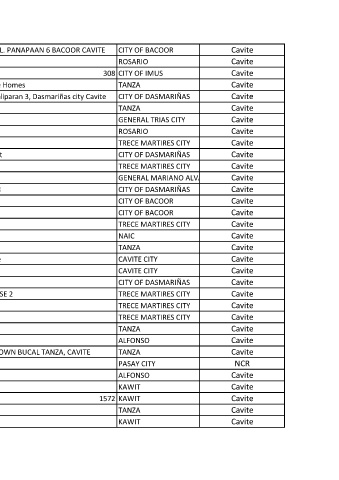 L. PANAPAAN 6 BACOOR CAVITE CITY OF BACOOR Cavite
ROSARIO Cavite
308 CITY OF IMUS Cavite
Homes TANZA Cavite
liparan 3, Dasmariñas city Cavite CITY OF DASMARIÑAS Cavite
TANZA Cavite
GENERAL TRIAS CITY Cavite
ROSARIO Cavite
TRECE MARTIRES CITY Cavite
t CITY OF DASMARIÑAS Cavite
TRECE MARTIRES CITY Cavite
GENERAL MARIANO ALV Cavite
CITY OF DASMARIÑAS Cavite
CITY OF BACOOR Cavite
CITY OF BACOOR Cavite
TRECE MARTIRES CITY Cavite
NAIC Cavite
TANZA Cavite
CAVITE CITY Cavite
CAVITE CITY Cavite
CITY OF DASMARIÑAS Cavite
SE 2 TRECE MARTIRES CITY Cavite
TRECE MARTIRES CITY Cavite
TRECE MARTIRES CITY Cavite
TANZA Cavite
ALFONSO Cavite
OWN BUCAL TANZA, CAVITE TANZA Cavite
PASAY CITY NCR
ALFONSO Cavite
KAWIT Cavite
1572 KAWIT Cavite
TANZA Cavite
KAWIT Cavite